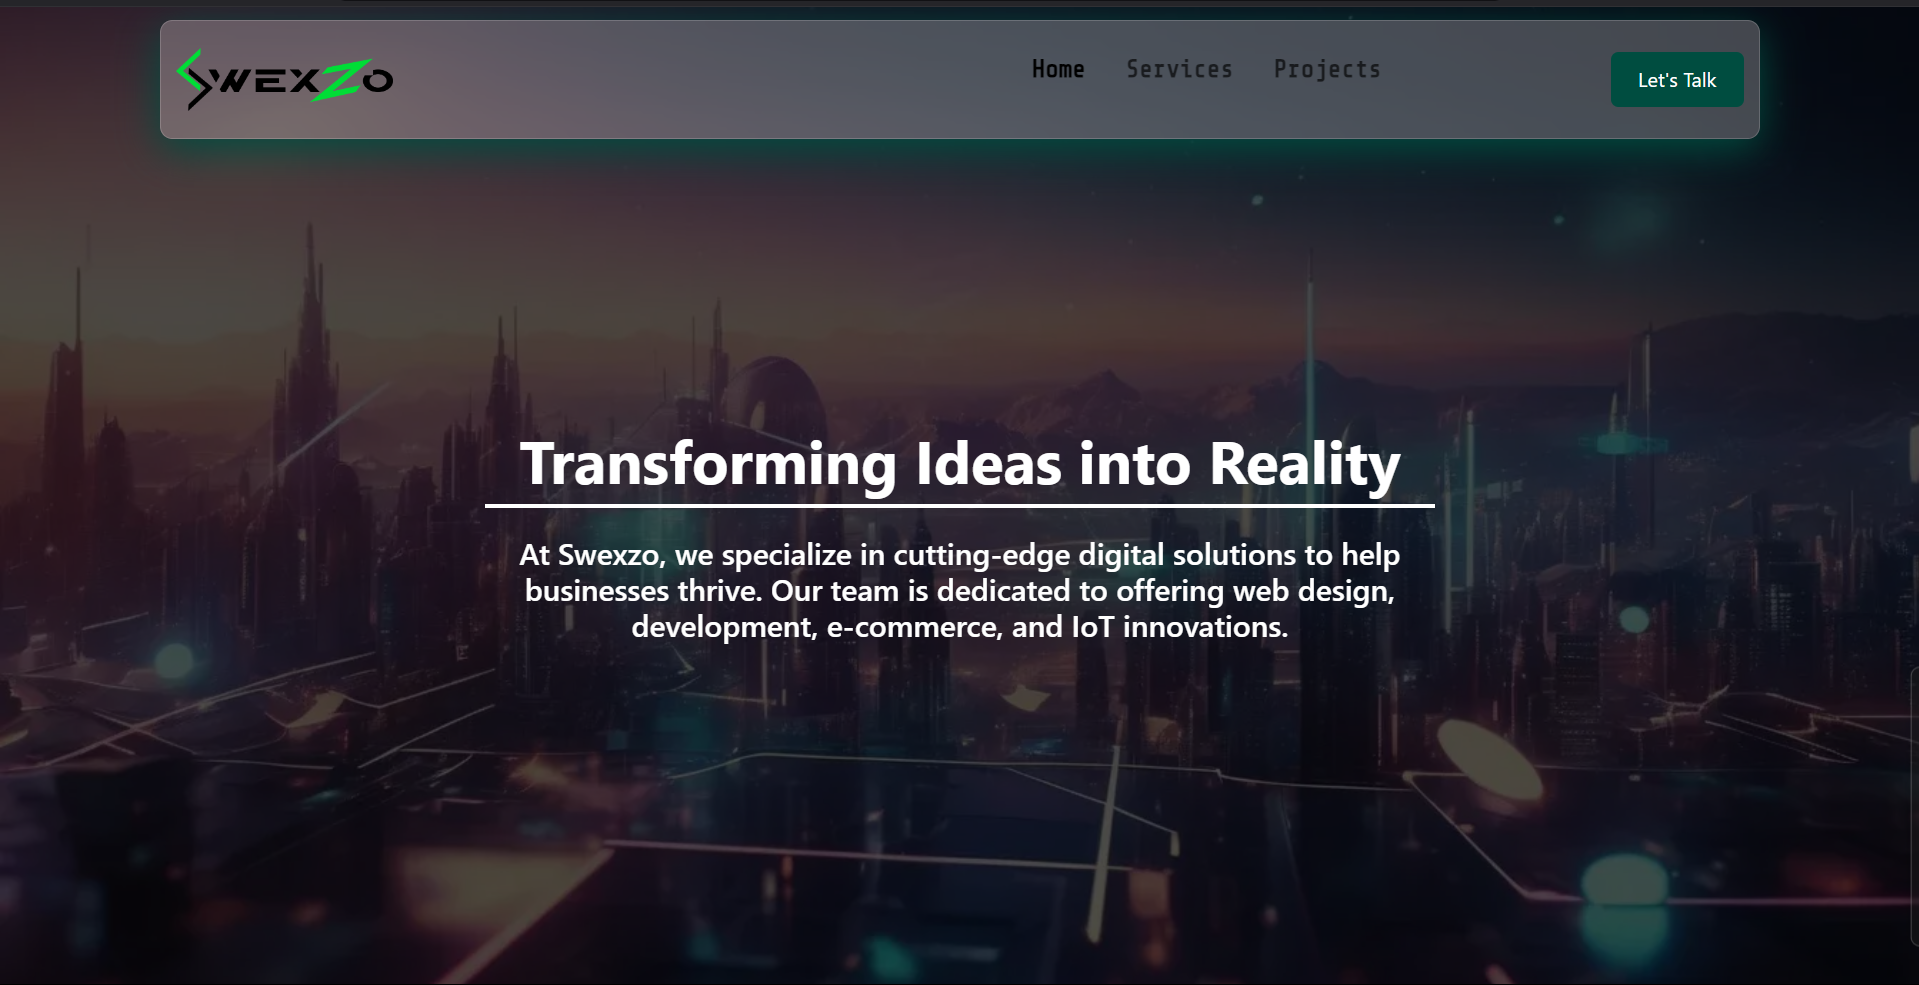 SWEXZO
Home Services Projects
Let's Talk
Transforming Ideas into Reality
At Swexzo, we specialize in cutting-edge digital solutions to help
businesses thrive. Our team is dedicated to offering web design,
development, e-commerce, and IoT innovations.